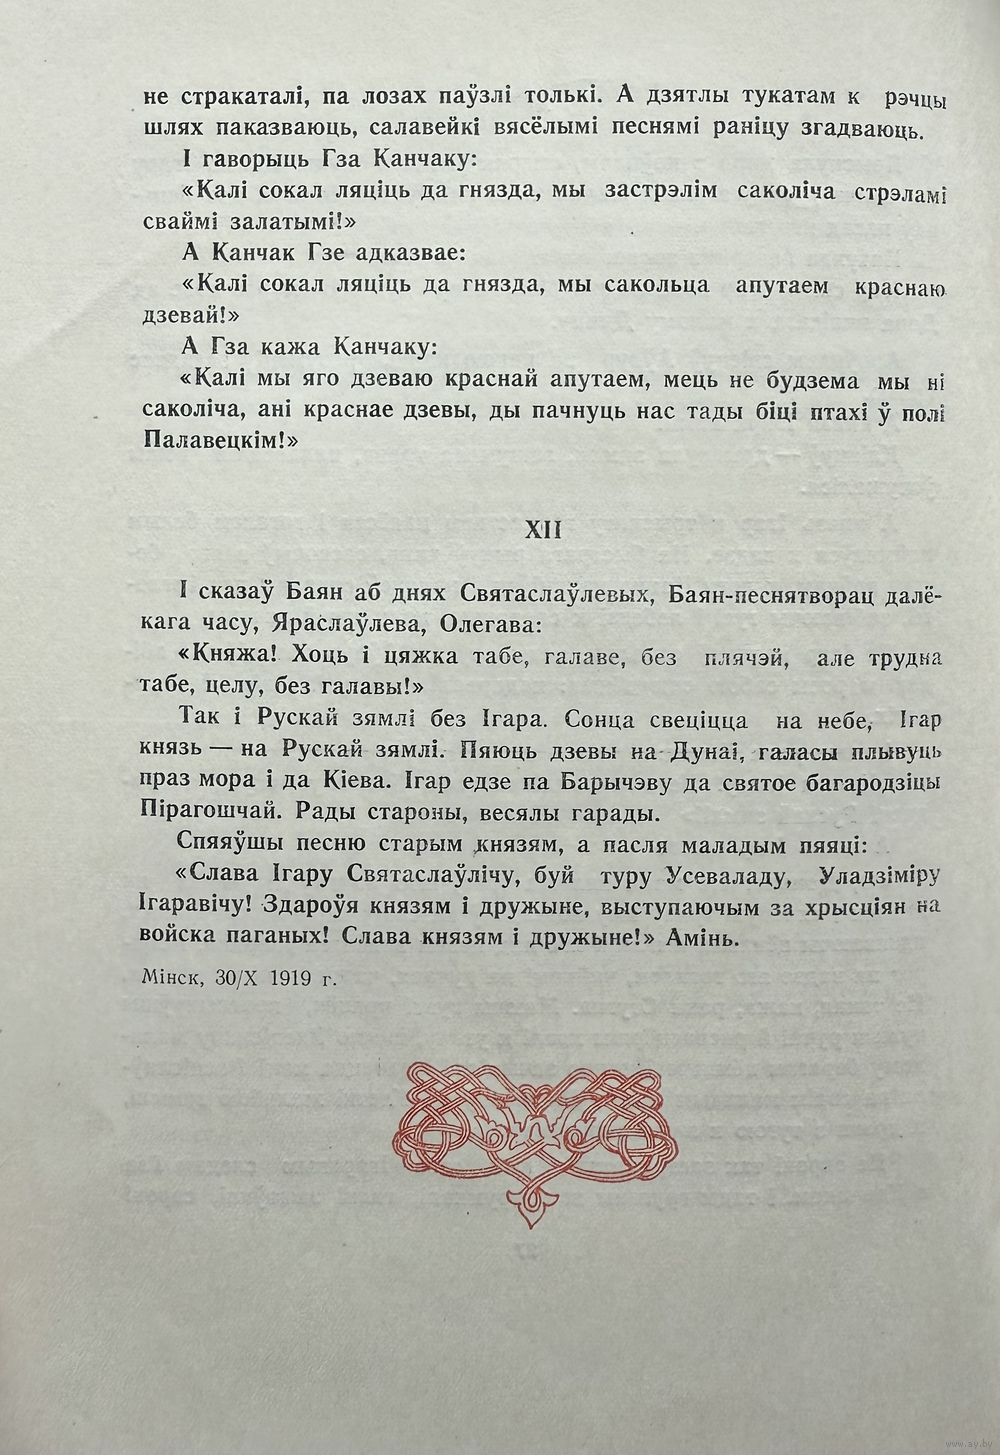 не стракаталі, па лозах паўзлі толькі. А дзятлы тукатам к рэчцы
шлях паказваюць, салавейкі вясёлымі песнямі раніцу згадваюць.
І гаворыць Гза Канчаку:
«Калі сокал ляціць да гнязда, мы застрэлім саколіча стрэламі
сваймі залатымі!»
А Канчак Гзе адказвае:
«Калі сокал ляціць да гнязда, мы сакольца апутаем краснаю
дзевай!»
А Гза кажа Канчаку:
«Калі мы яго дзеваю краснай апутаем, мець не будзема мы ні
саколіча, ані краснае дзевы, ды пачнуць нас тады біці птахі ў полі
Палавецкім!»
XII
І сказаў Баян аб днях Святаслаўлевых, Баян-песнятворац далё-
кага часу, Яраслаўлева, Олегава:
«Княжа! Хоць і цяжка табе, галаве, без плячэй, але трудна
табе, целу, без галавы!»
Так і Рускай зямлі без Ігара. Сонца свеціцца на небе, Ігар
князь — на Рускай зямлі. Пяюць дзевы на Дунаі, галасы плывуць
праз мора і да Кіева. Ігар едзе па Барычэву да святое багародзіцы
Пірагошчай. Рады староны, весялы гарады.
Спяяўшы песню старым князям, а пасля маладым пяяці:
«Слава Ігару Святаслаўлічу, буй туру Усеваладу, Уладзіміру
Ігаравічу! Здароўя князям і дружыне, выступаючым за хрысціян на
войска паганых! Слава князям і дружыне!» Амінь.
Мінск, 30/X 1919 г.
www.ay.by